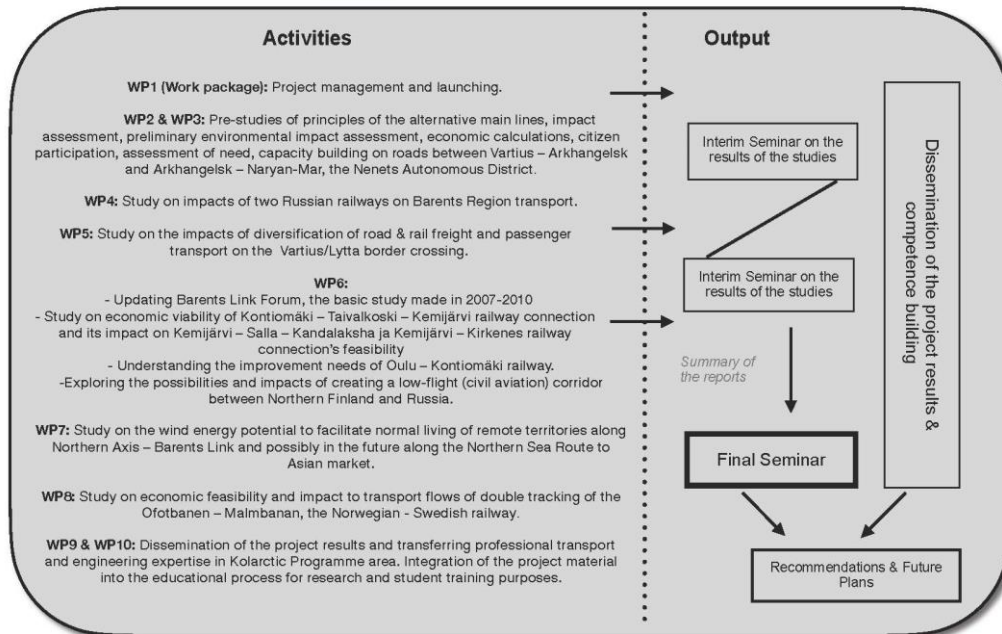 Activities
WP1 (Work package): Project management and launching.
WP2 & WP3: Pre-studies of principles of the alternative main lines, impact
assessment, preliminary environmental impact assessment, economic calculations, citizen
participation, assessment of need, capacity building on roads between Vartius – Arkhangelsk
and Arkhangelsk – Naryan-Mar, the Nenets Autonomous District.
WP4: Study on impacts of two Russian railways on Barents Region transport.
WP5: Study on the impacts of diversification of road & rail freight and passenger
transport on the Vartius/Lytta border crossing.
WP6:
- Updating Barents Link Forum, the basic study made in 2007-2010
- Study on economic viability of Kontiomäki – Taivalkoski – Kemijärvi railway connection
and its impact on Kemijärvi – Salla – Kandalaksha ja Kemijärvi – Kirkenes railway
connection's feasibility
- Understanding the improvement needs of Oulu – Kontiomäki railway.
-Exploring the possibilities and impacts of creating a low-flight (civil aviation) corridor
between Northern Finland and Russia.
WP7: Study on the wind energy potential to facilitate normal living of remote territories along
Northern Axis – Barents Link and possibly in the future along the Northern Sea Route to
Asian market.
WP8: Study on economic feasibility and impact to transport flows of double tracking of the
Ofotbanen – Malmbanan, the Norwegian - Swedish railway.
WP9 & WP10: Dissemination of the project results and transferring professional transport
and engineering expertise in Kolarctic Programme area. Integration of the project material
into the educational process for research and student training purposes.
Output
Interim Seminar on the
results of the studies
Interim Seminar on the
results of the studies
Summary of
the reports
Final Seminar
Dissemination of the project results &
competence building
Recommendations & Future
Plans